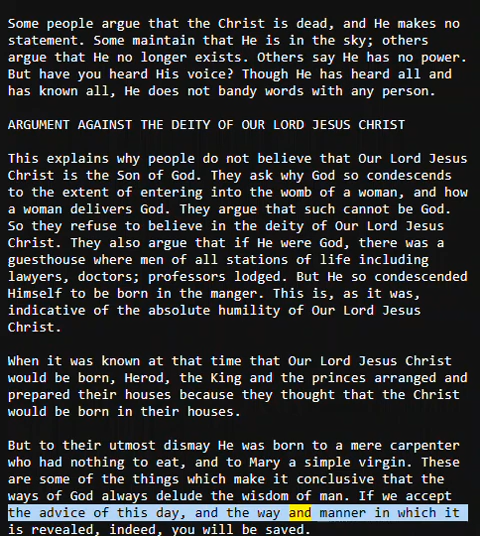 Some people argue that the Christ is dead, and He makes no
statement. Some maintain that He is in the sky; others
argue that He no longer exists. Others say He has no power.
But have you heard His voice? Though He has heard all and
has known all, He does not bandy words with any person.
ARGUMENT AGAINST THE DEITY OF OUR LORD JESUS CHRIST
This explains why people do not believe that Our Lord Jesus
Christ is the Son of God. They ask why God so condescends
to the extent of entering into the womb of a woman, and how
a woman delivers God. They argue that such cannot be God.
So they refuse to believe in the deity of Our Lord Jesus
Christ. They also argue that if He were God, there was a
guesthouse where men of all stations of life including
lawyers, doctors; professors lodged. But He so condescended
Himself to be born in the manger. This is, as it was,
indicative of the absolute humility of Our Lord Jesus
Christ.
When it was known at that time that Our Lord Jesus Christ
would be born, Herod, the King and the princes arranged and
prepared their houses because they thought that the Christ
would be born in their houses.
But to their utmost dismay He was born to a mere carpenter
who had nothing to eat, and to Mary a simple virgin. These
are some of the things which make it conclusive that the
ways of God always delude the wisdom of man. If we accept
the advice of this day, and the way and manner in which it
is revealed, indeed, you will be saved.